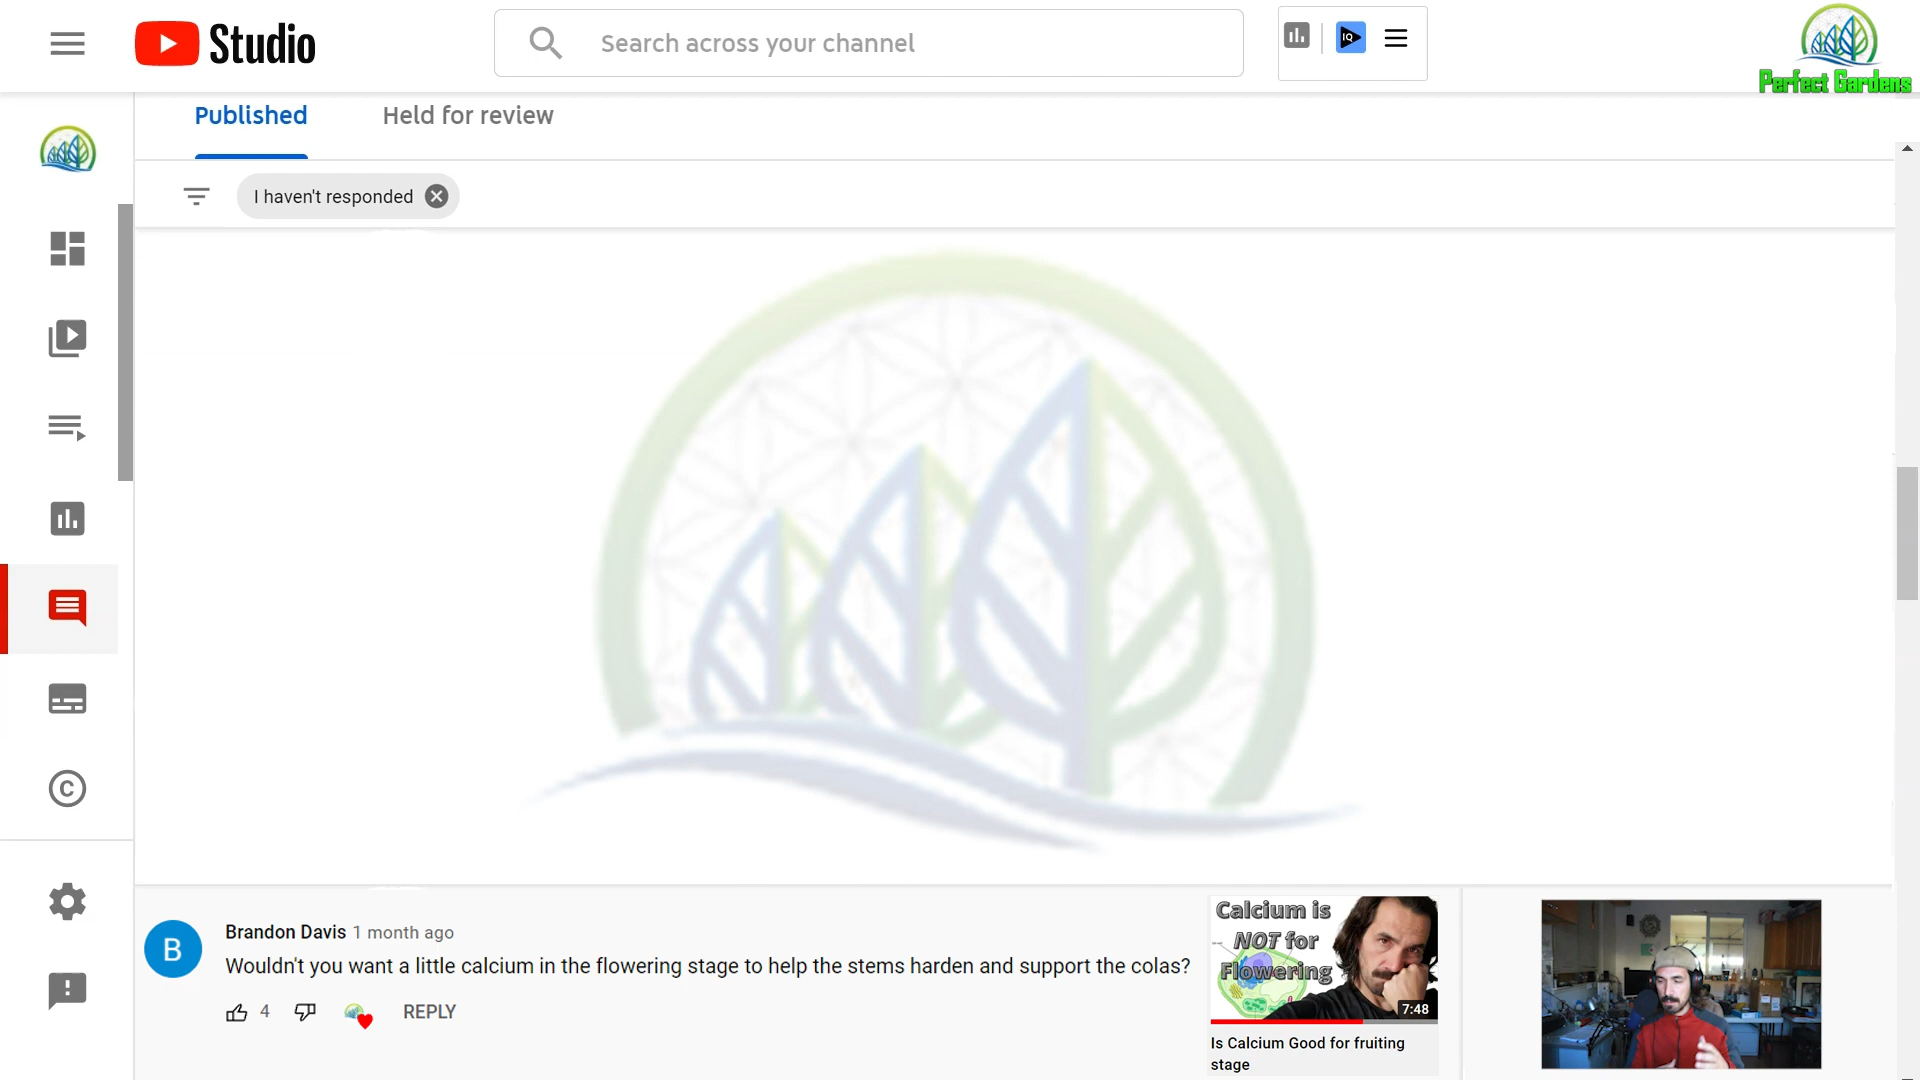 Studio
Search across your channel
IQ
Perfect Gardens
Published
Held for review
I haven't responded
B
Brandon Davis 1 month ago
Wouldn't you want a little calcium in the flowering stage to help the stems harden and support the colas?
4
REPLY
Calcium is
NOT for
Flowering
7:48
Is Calcium Good for fruiting
stage